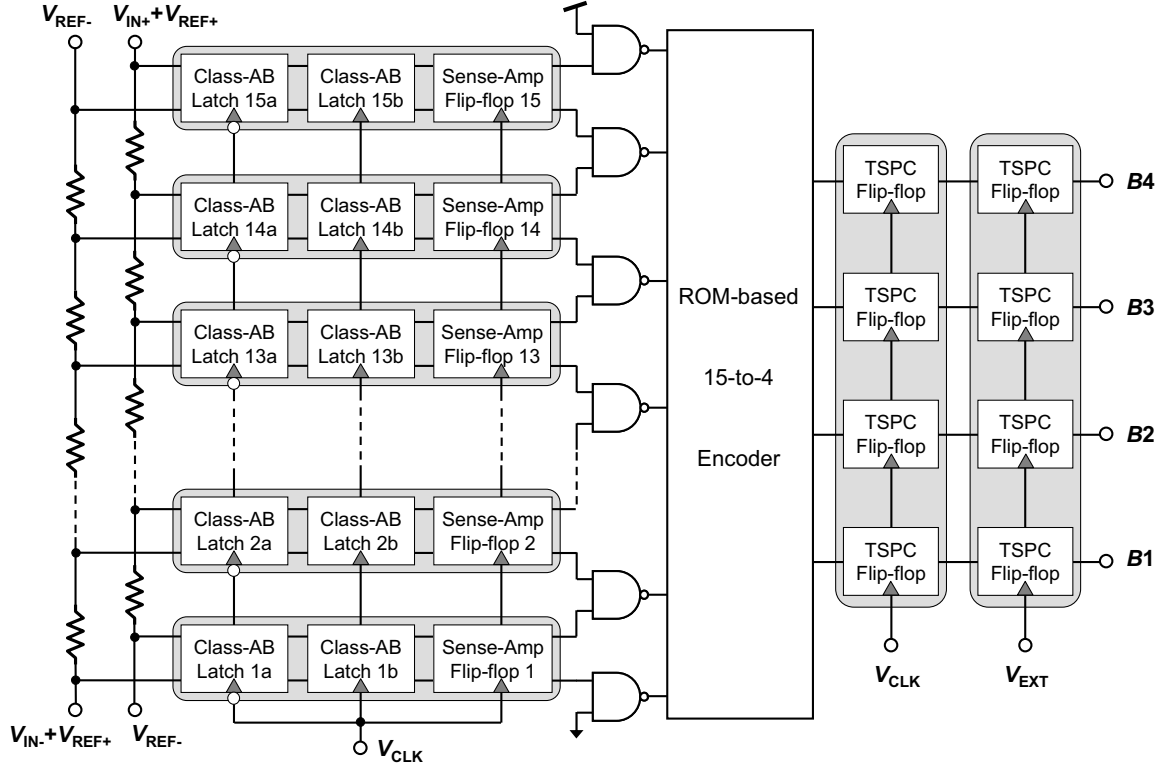 VREF- VIN++VREF+
Class-AB Latch 15a
Class-AB Latch 15b
Sense-Amp Flip-flop 15
Class-AB Latch 14a
Class-AB Latch 14b
Sense-Amp Flip-flop 14
Class-AB Latch 13a
Class-AB Latch 13b
Sense-Amp Flip-flop 13
Class-AB Latch 2a
Class-AB Latch 2b
Sense-Amp Flip-flop 2
Class-AB Latch 1a
Class-AB Latch 1b
Sense-Amp Flip-flop 1
VIN-+VREF+
VREF-
VCLK
ROM-based
15-to-4
Encoder
TSPC Flip-flop
TSPC Flip-flop
B4
TSPC Flip-flop
TSPC Flip-flop
B3
TSPC Flip-flop
TSPC Flip-flop
B2
TSPC Flip-flop
TSPC Flip-flop
B1
VCLK
VEXT